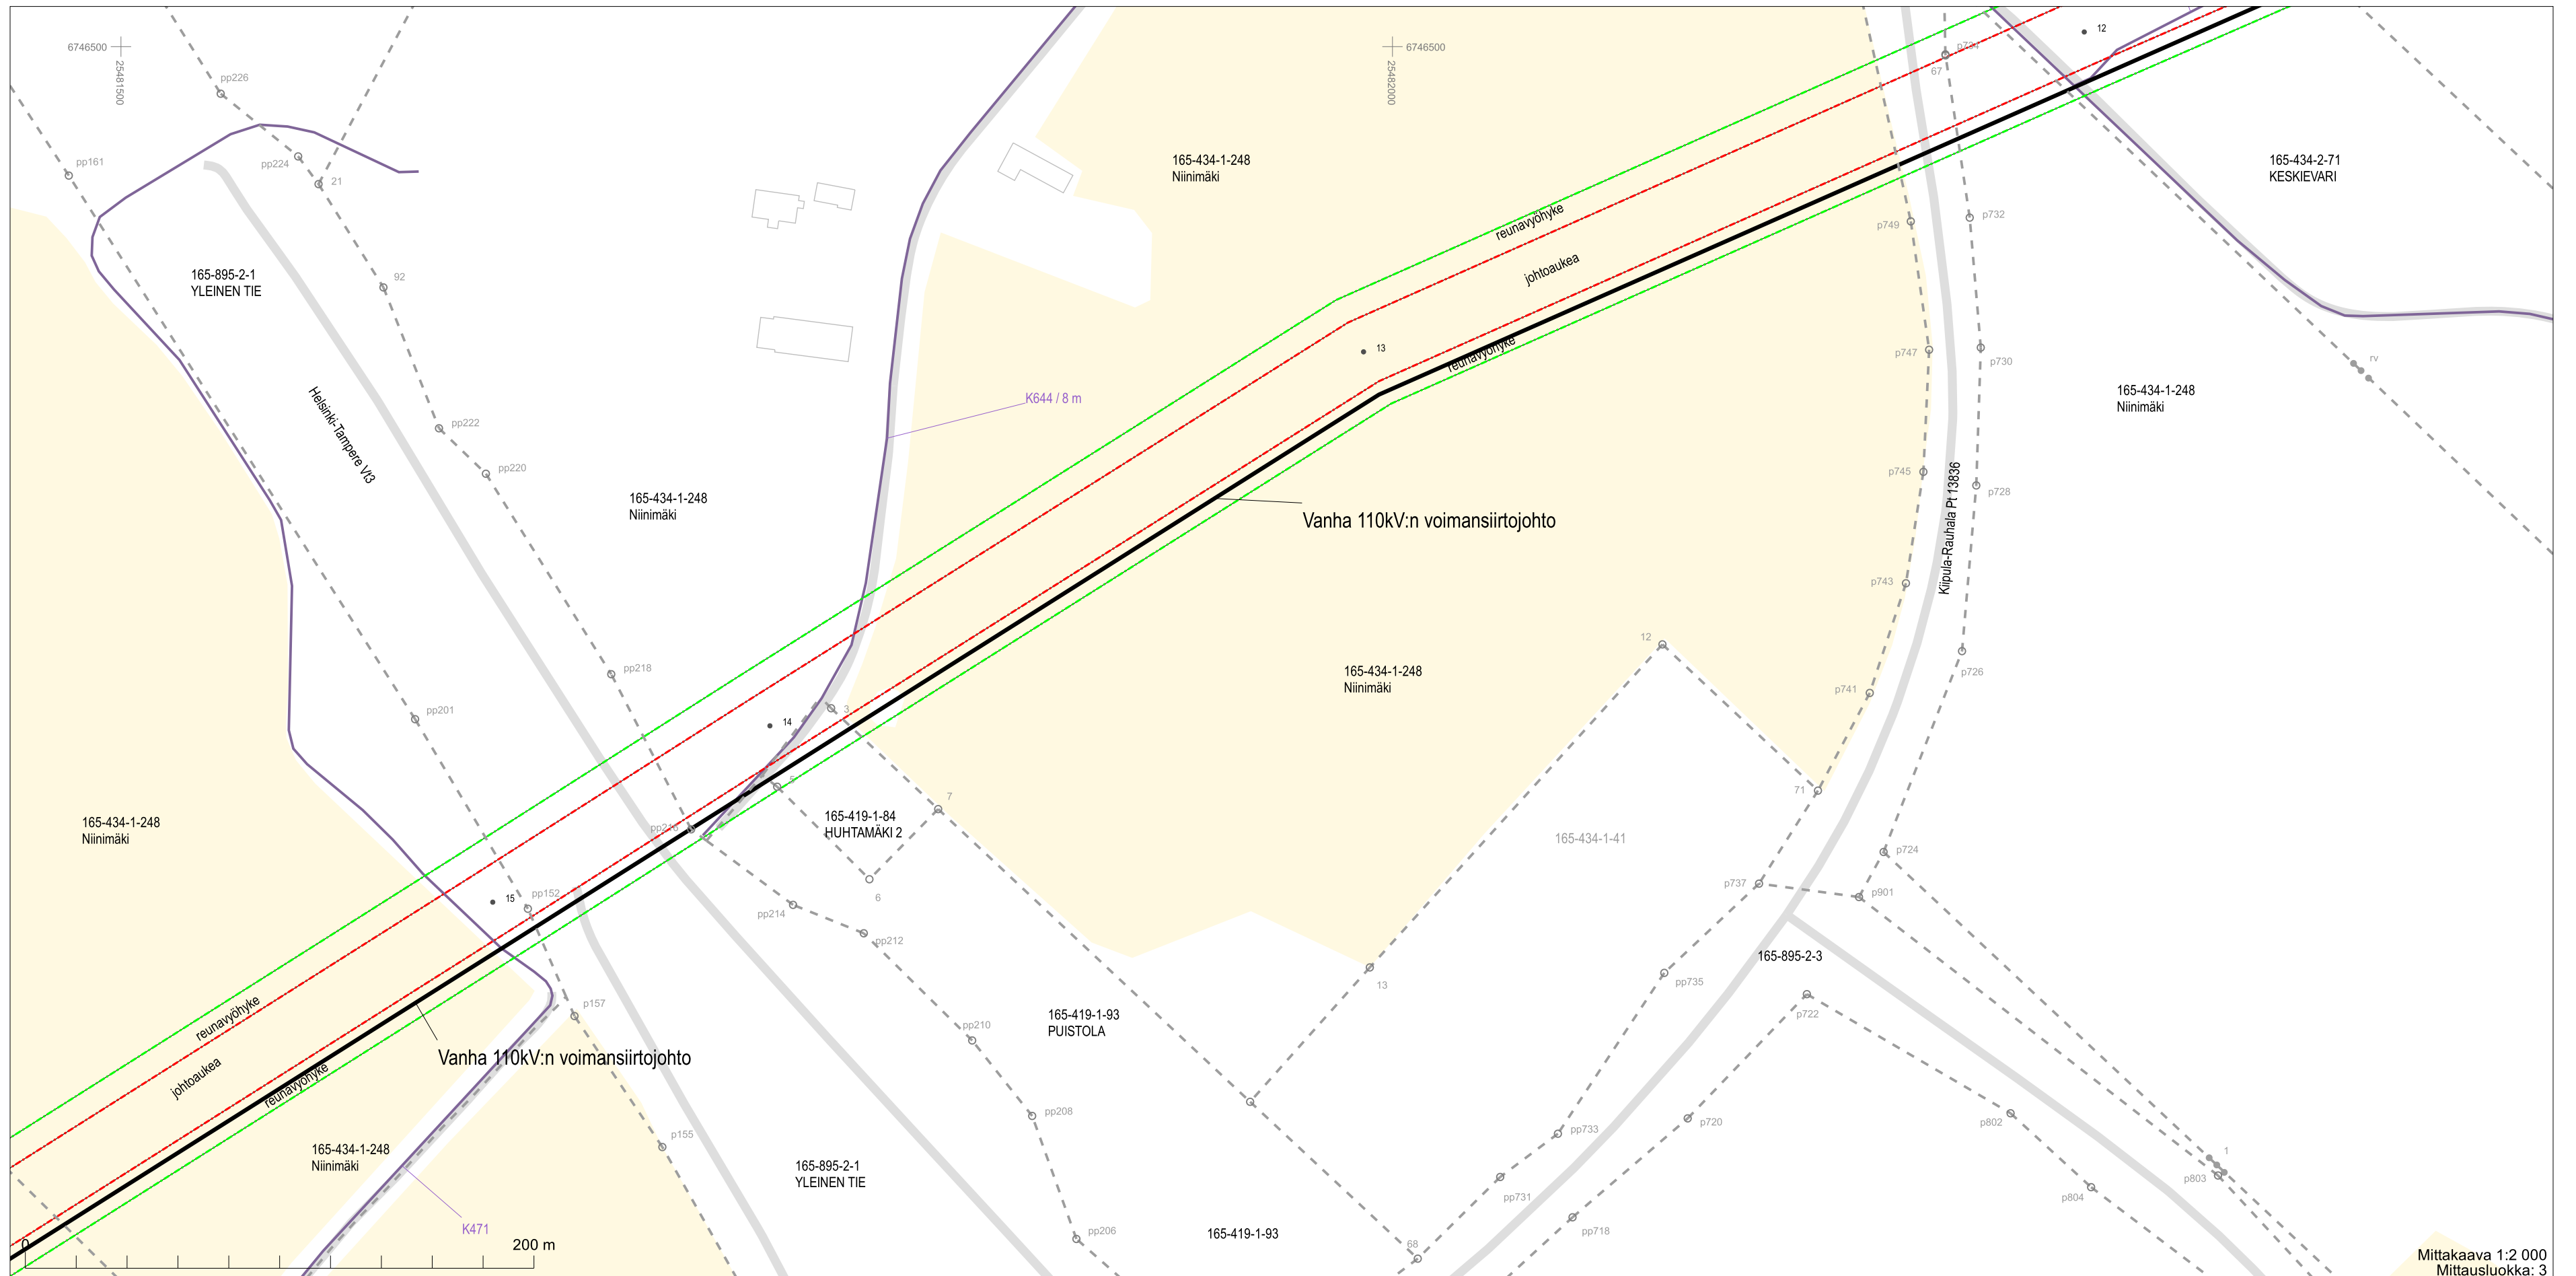 6746500
25481500
6746500
25482000
12
p734
67
pp226
pp161
pp224
21
165-434-1-248
Niinimäki
165-434-2-71
KESKIEVARI
reunavyöhyke
p749
p732
92
165-895-2-1
YLEINEN TIE
johtoaukea
13
reunavyöhyke
p747
p730
rv
K644 / 8 m
165-434-1-248
Niinimäki
Helsinki-Tampere Vt3
pp222
pp220
p745
p728
165-434-1-248
Niinimäki
Vanha 110kV:n voimansiirtojohto
Kiipula-Rauhala Pt 13836
p743
12
pp218
165-434-1-248
Niinimäki
p726
p741
pp201
14
3
5
7
71
165-434-1-248
Niinimäki
pp216
165-419-1-84
HUHTAMÄKI 2
165-434-1-41
p724
p737
p901
pp152
15
6
pp214
pp212
165-895-2-3
pp735
13
p157
reunavyöhyke
165-419-1-93
PUISTOLA
p722
pp210
Vanha 110kV:n voimansiirtojohto
johtoaukea
reunavyöhyke
pp208
p720
p802
pp733
p155
165-434-1-248
Niinimäki
1
165-895-2-1
YLEINEN TIE
p803
pp731
p804
K471
pp206
165-419-1-93
pp718
68
0
200 m
Mittakaava 1:2 000
Mittausluokka: 3